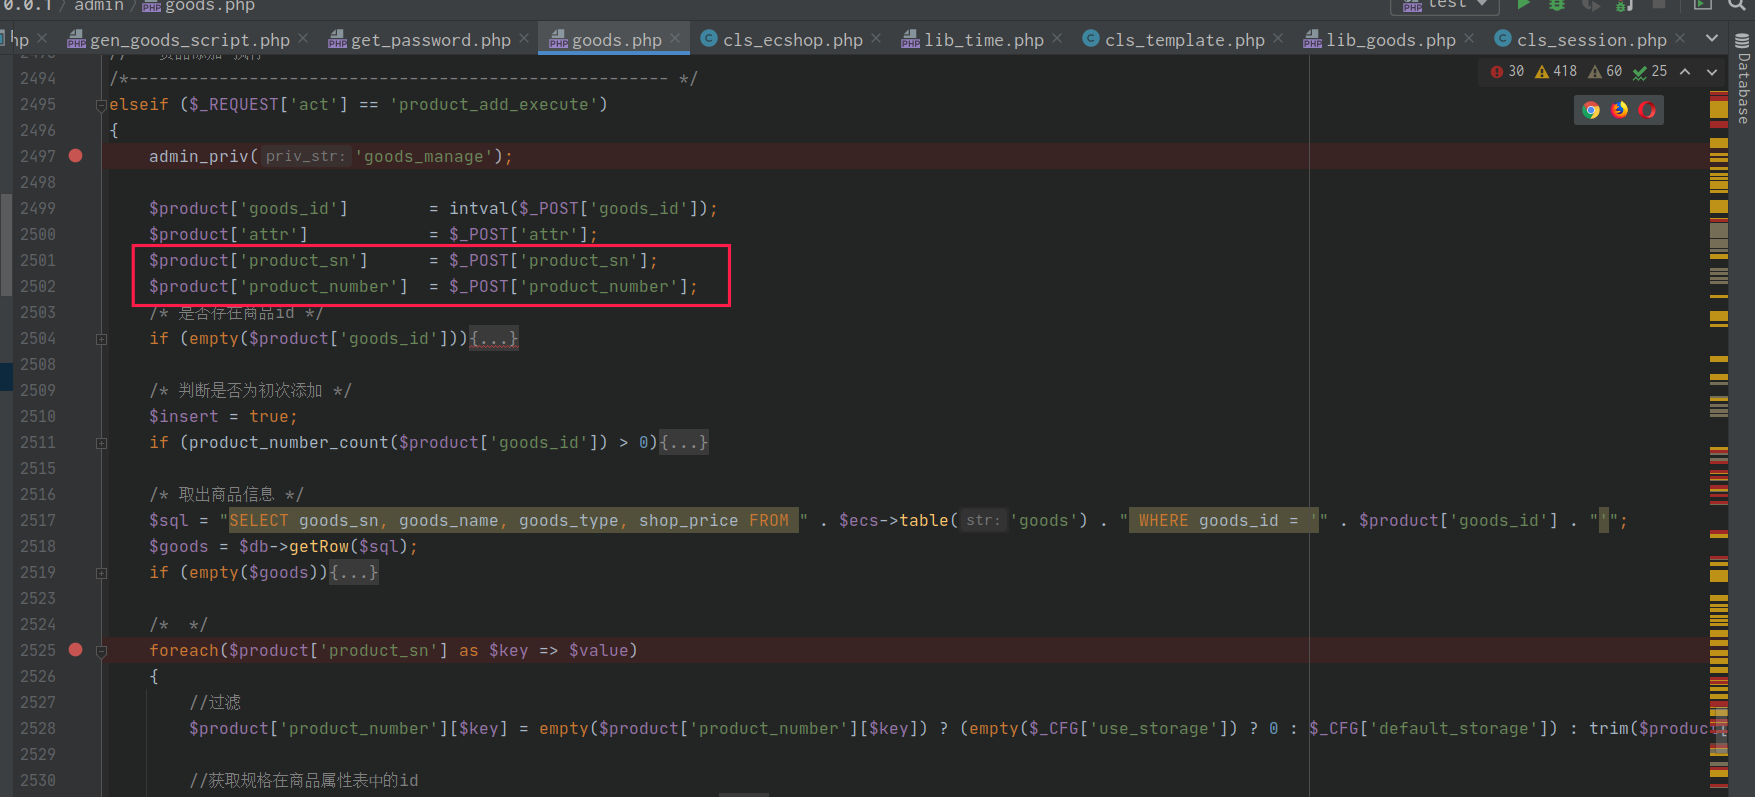 0.0.1 / admin / goods.php
test
hp gen_goods_script.php get_password.php goods.php cls_ecshop.php lib_time.php cls_template.php lib_goods.php cls_session.php
Database
30 418 60 25
2494 /*------------------------------------------------------ */
2495 elseif ($_REQUEST['act'] == 'product_add_execute')
2496 {
2497 admin_priv( priv_str: 'goods_manage');
2498
2499 $product['goods_id'] = intval($_POST['goods_id']);
2500 $product['attr'] = $_POST['attr'];
2501 $product['product_sn'] = $_POST['product_sn'];
2502 $product['product_number'] = $_POST['product_number'];
2503 /* 是否存在商品id */
2504 if (empty($product['goods_id'])){...}
2508
2509 /* 判断是否为初次添加 */
2510 $insert = true;
2511 if (product_number_count($product['goods_id']) > 0){...}
2515
2516 /* 取出商品信息 */
2517 $sql = "SELECT goods_sn, goods_name, goods_type, shop_price FROM " . $ecs->table( str: 'goods') . " WHERE goods_id = '" . $product['goods_id'] . "'";
2518 $goods = $db->getRow($sql);
2519 if (empty($goods)){...}
2523
2524 /* */
2525 foreach($product['product_sn'] as $key => $value)
2526 {
2527 //过滤
2528 $product['product_number'][$key] = empty($product['product_number'][$key]) ? (empty($_CFG['use_storage']) ? 0 : $_CFG['default_storage']) : trim($product[
2529
2530 //获取规格在商品属性表中的id